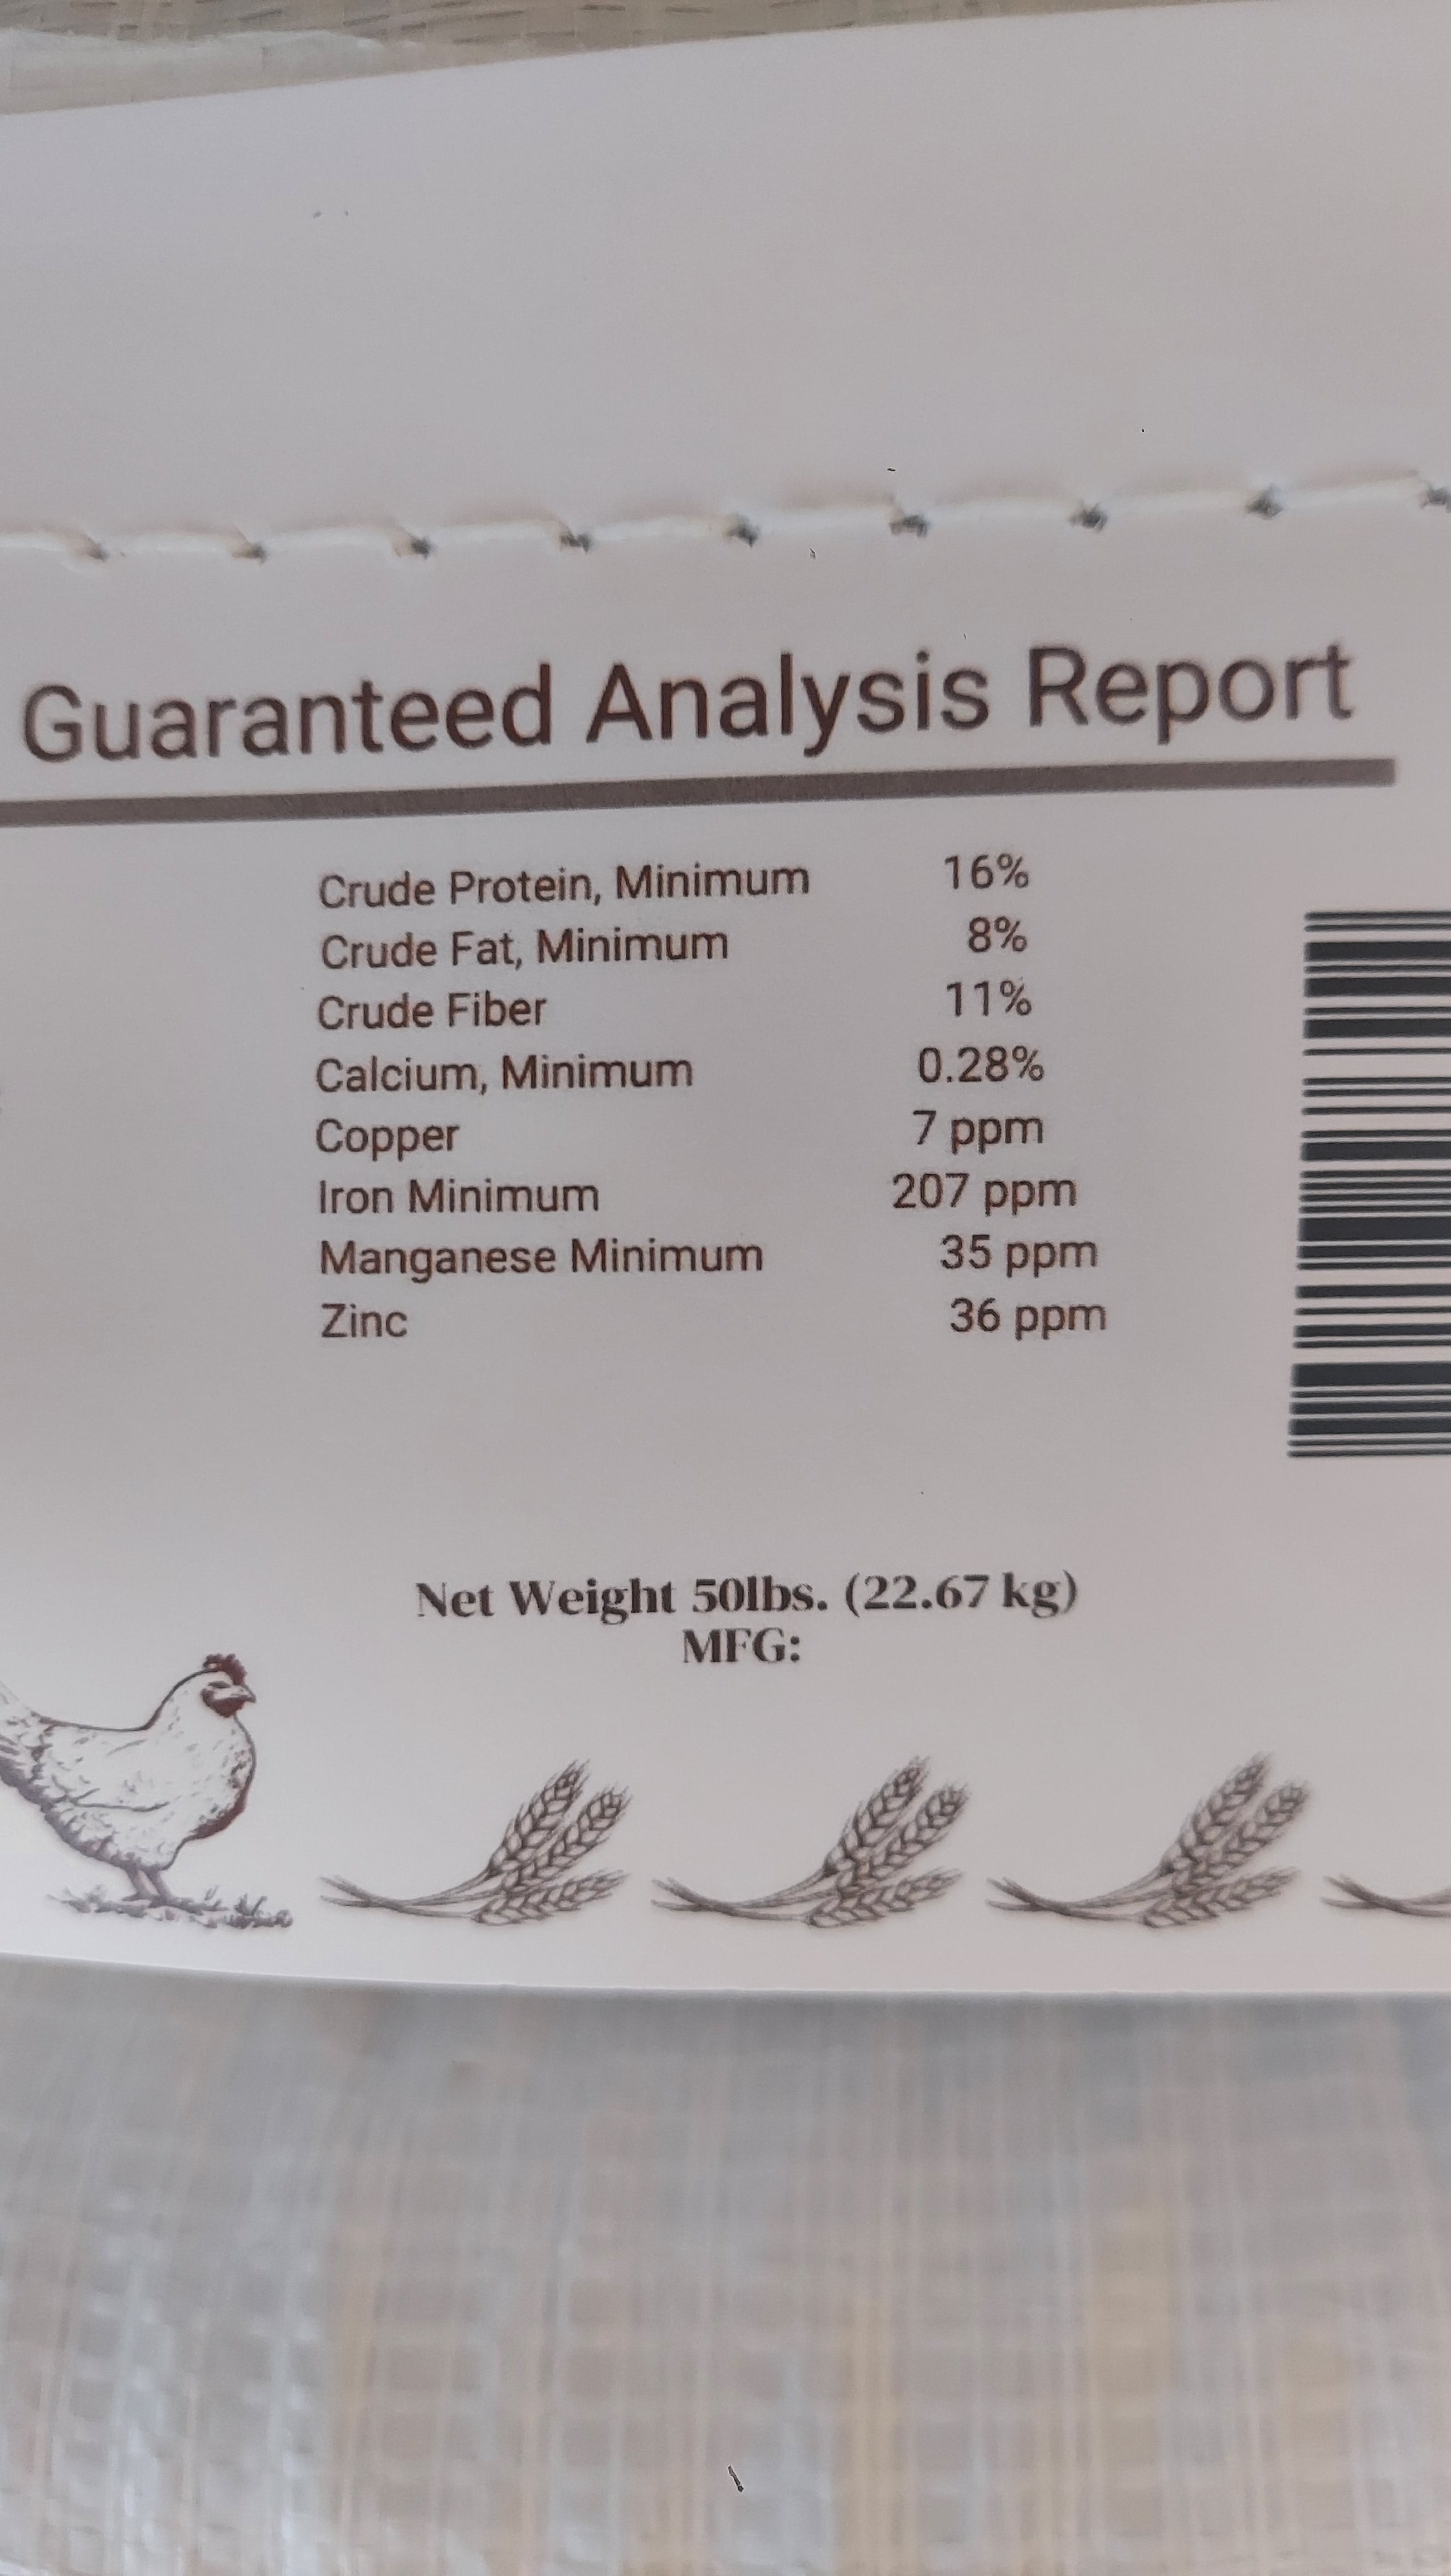 Guaranteed Analysis Report
Crude Protein, Minimum 16%
Crude Fat, Minimum 8%
Crude Fiber 11%
Calcium, Minimum 0.28%
Copper 7 ppm
Iron Minimum 207 ppm
Manganese Minimum 35 ppm
Zinc 36 ppm
Net Weight 50lbs. (22.67 kg)
MFG: